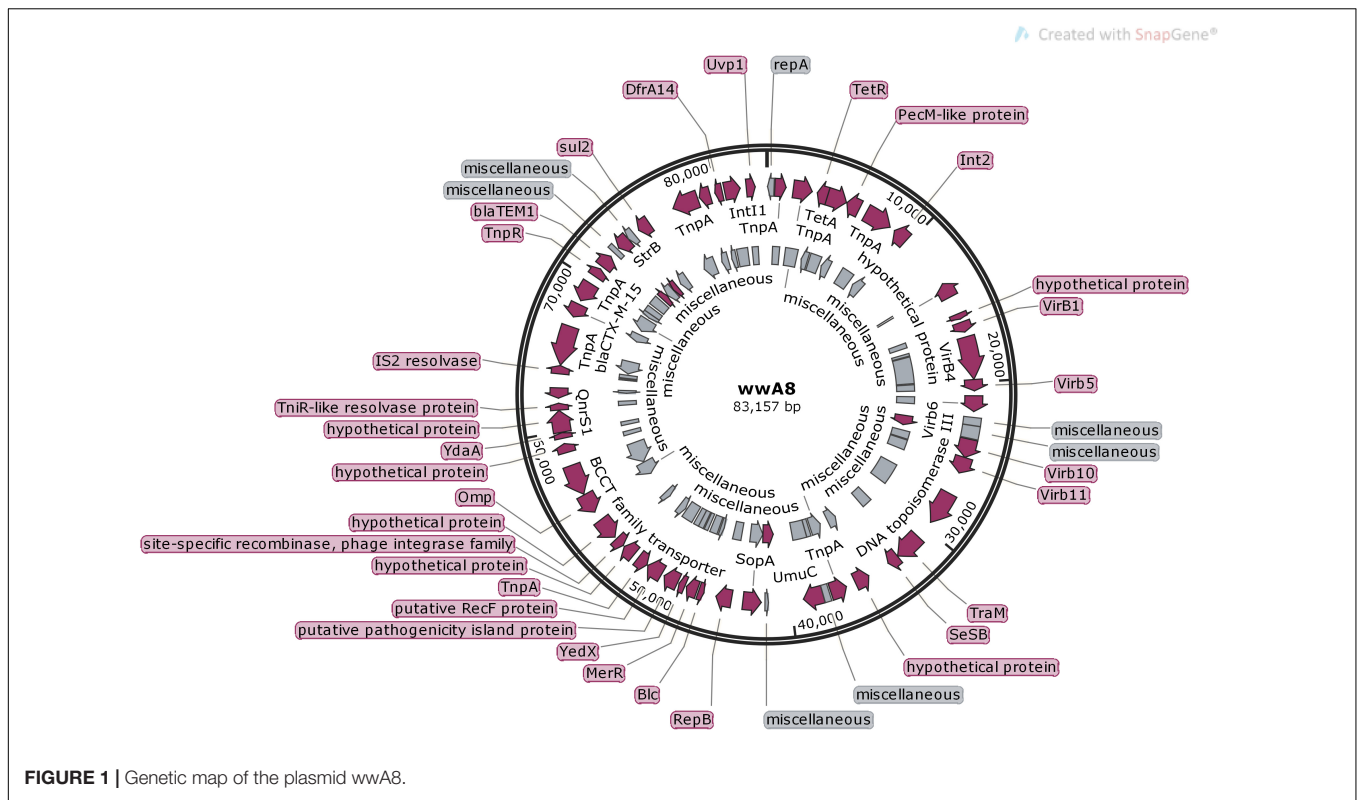 Created with SnapGene®
Uvp1
repA
DfrA14
TetR
PecM-like protein
sul2
Int2
miscellaneous
miscellaneous
blaTEM1
TnpR
80,000
10,000
IntI1
TnpA
TnpA
TetA
TnpA
TnpA
StrB
hypothetical protein
hypothetical protein
VirB1
70,000
TnpA
miscellaneous
miscellaneous
miscellaneous
miscellaneous
20,000
VirB4
blaCTX-M-15
TnpA
IS2 resolvase
miscellaneous
wwA8
83,157 bp
Virb5
TniR-like resolvase protein
QnrS1
Virb6
hypothetical protein
miscellaneous
YdaA
miscellaneous
hypothetical protein
Virb10
Virb11
50,000
miscellaneous
miscellaneous
DNA topoisomerase III
Omp
BCCT family transporter
miscellaneous
miscellaneous
30,000
hypothetical protein
site-specific recombinase, phage integrase family
hypothetical protein
TnpA
SopA
TnpA
UmuC
TnpA
putative RecF protein
50,000
40,000
TraM
putative pathogenicity island protein
SeSB
YedX
hypothetical protein
MerR
Blc
miscellaneous
RepB
miscellaneous
FIGURE 1 | Genetic map of the plasmid wwA8.